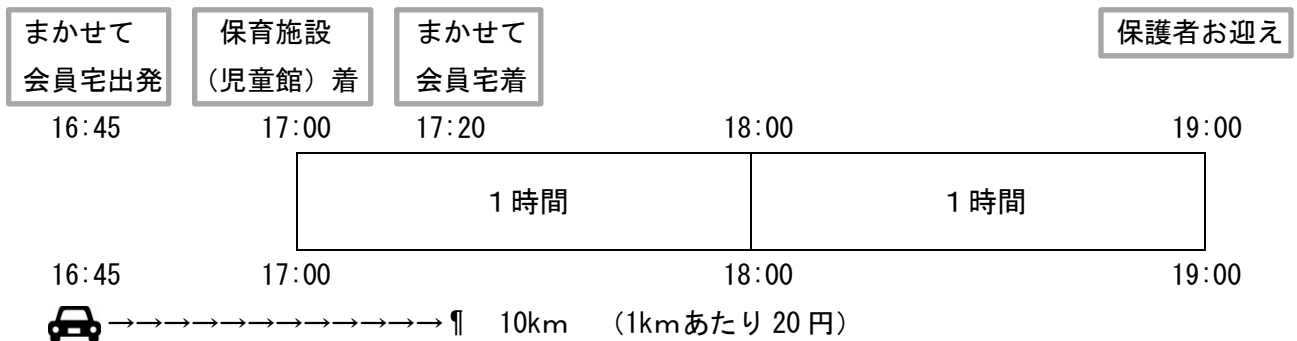 まかせて
会員宅出発
保育施設
(児童館)着
まかせて
会員宅着
保護者お迎え
16:45 17:00 17:20 18:00 19:00
1時間 1時間
16:45 17:00 18:00 19:00
→→→→→→→→→→→→¶ 10km (1kmあたり20円)